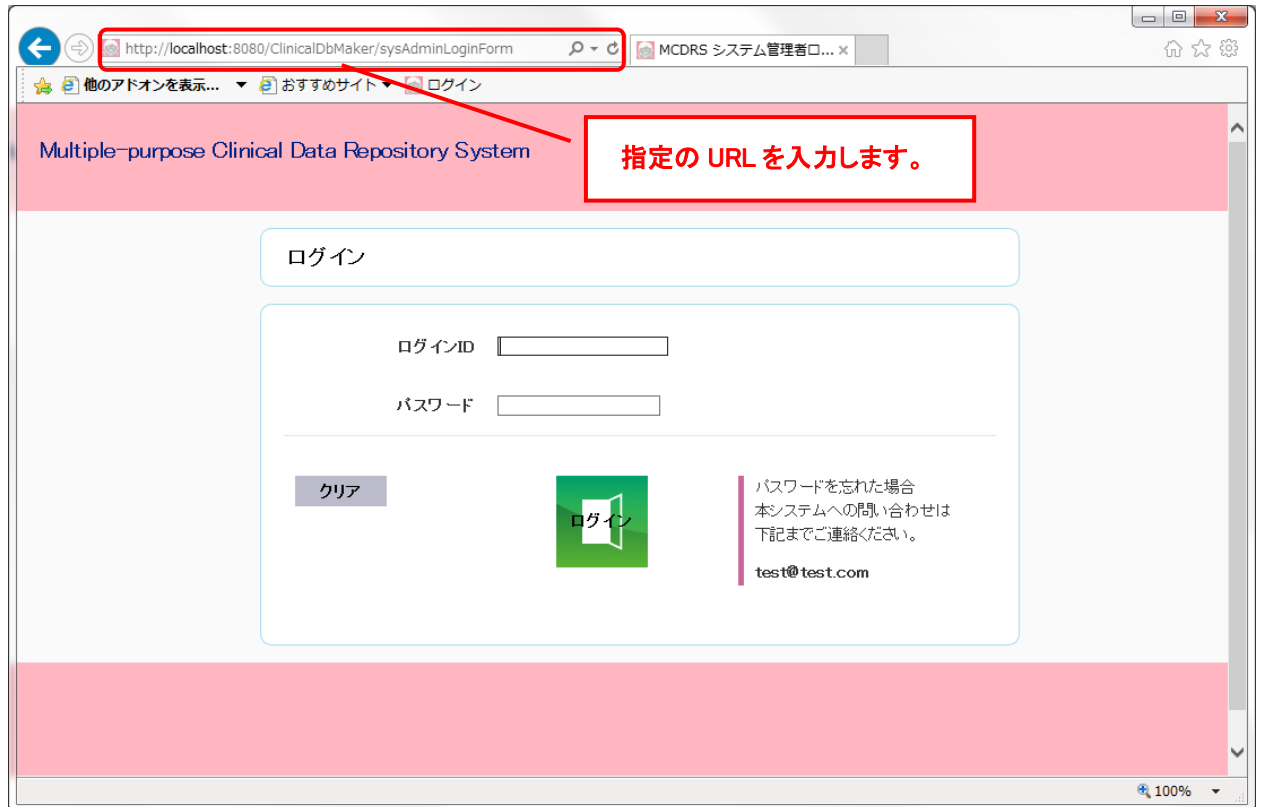 http://localhost:8080/ClinicalDbMaker/sysAdminLoginForm
MCDRS システム管理者ロ...
他のアドオンを表示...
おすすめサイト
ログイン
Multiple-purpose Clinical Data Repository System
指定の URL を入力します。
ログイン
ログインID
パスワード
クリア
ログイン
パスワードを忘れた場合
本システムへの問い合わせは
下記までご連絡ください。
test@test.com
100%